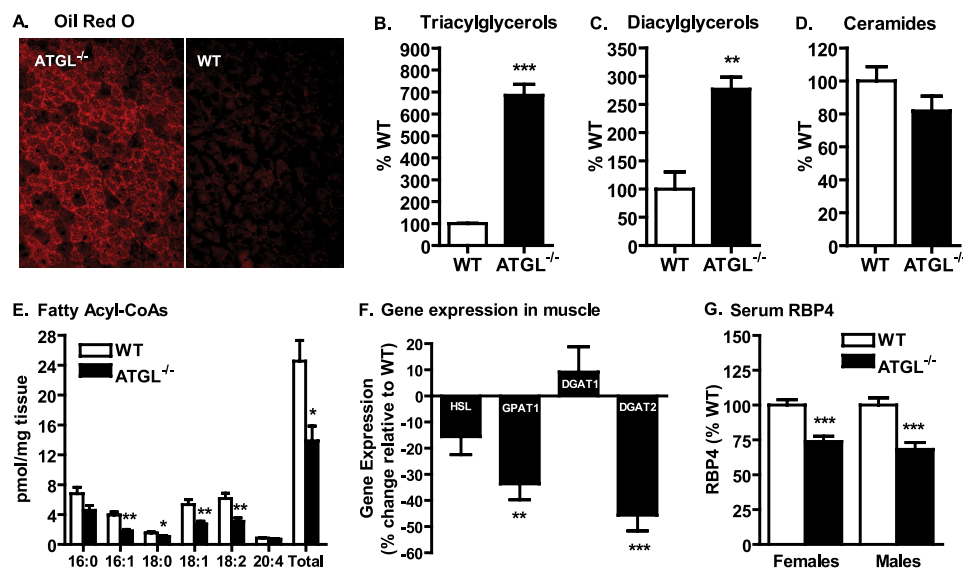 A. Oil Red O
ATGL-/-
WT
B. Triacylglycerols
% WT
900
800
700
600
500
400
300
200
100
0
***
WT ATGL-/-
C. Diacylglycerols
% WT
350
300
250
200
150
100
50
0
**
WT ATGL-/-
D. Ceramides
% WT
120
100
80
60
40
20
0
WT ATGL-/-
E. Fatty Acyl-CoAs
pmol/mg tissue
28
24
20
16
12
8
4
0
WT
ATGL-/-
** * ** ** *
16:0 16:1 18:0 18:1 18:2 20:4 Total
F. Gene expression in muscle
Gene Expression
(% change relative to WT)
20
10
0
-10
-20
-30
-40
-50
-60
HSL GPAT1 DGAT1 DGAT2
**
***
G. Serum RBP4
RBP4 (% WT)
150
125
100
75
50
25
0
WT
ATGL-/-
*** ***
Females Males